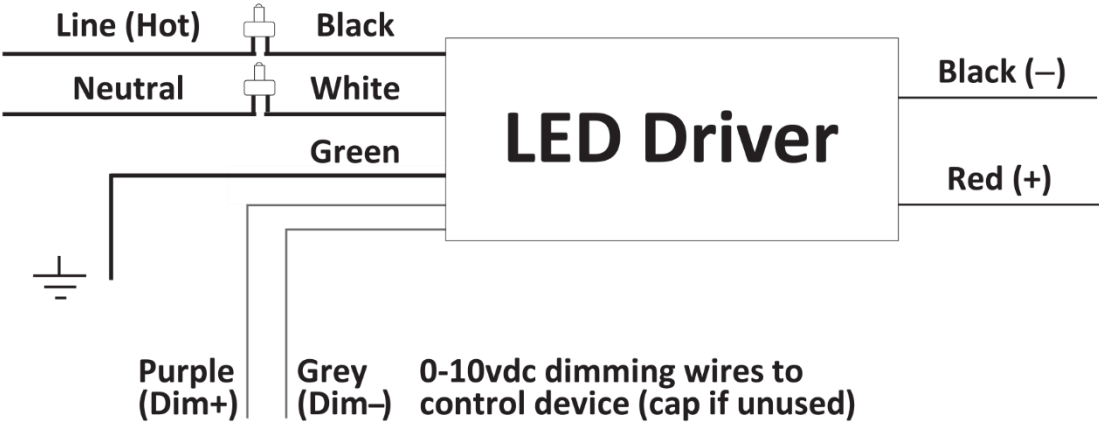 Line (Hot) Black
Neutral White
Green
LED Driver
Black (–)
Red (+)
Purple
(Dim+)
Grey
(Dim–)
0-10vdc dimming wires to
control device (cap if unused)